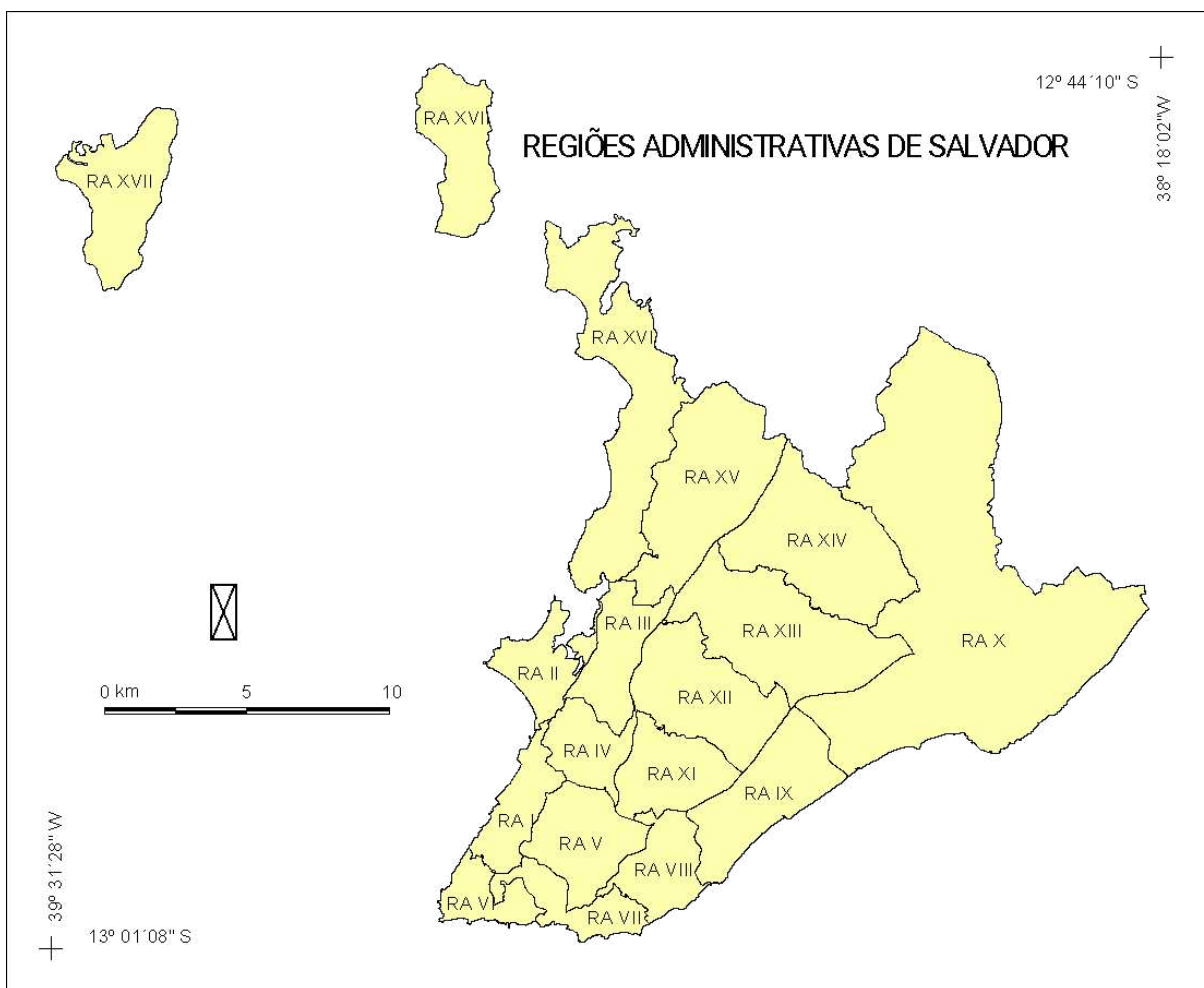 12º 44´10" S
38º 18´02"W
REGIÕES ADMINISTRATIVAS DE SALVADOR
RA XVII
RA XVII
RA XVI
RA XV
RA XIV
RA XIII
RA X
RA III
RA II
RA XII
0 km 5 10
RA IV
RA XI
RA IX
RA I
RA V
RA VIII
RA VI
RA VII
39º 31´28" W
13º 01´08" S